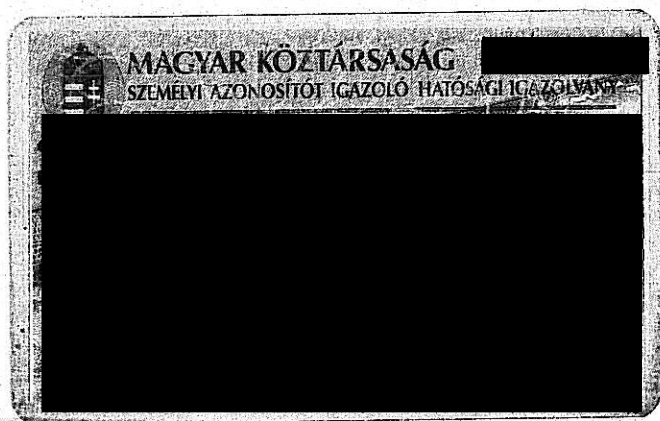 MAGYAR KÖZTÁRSASÁG
SZEMÉLYI AZONOSÍTÓT IGAZOLÓ HATÓSÁGI IGAZOLVÁNY